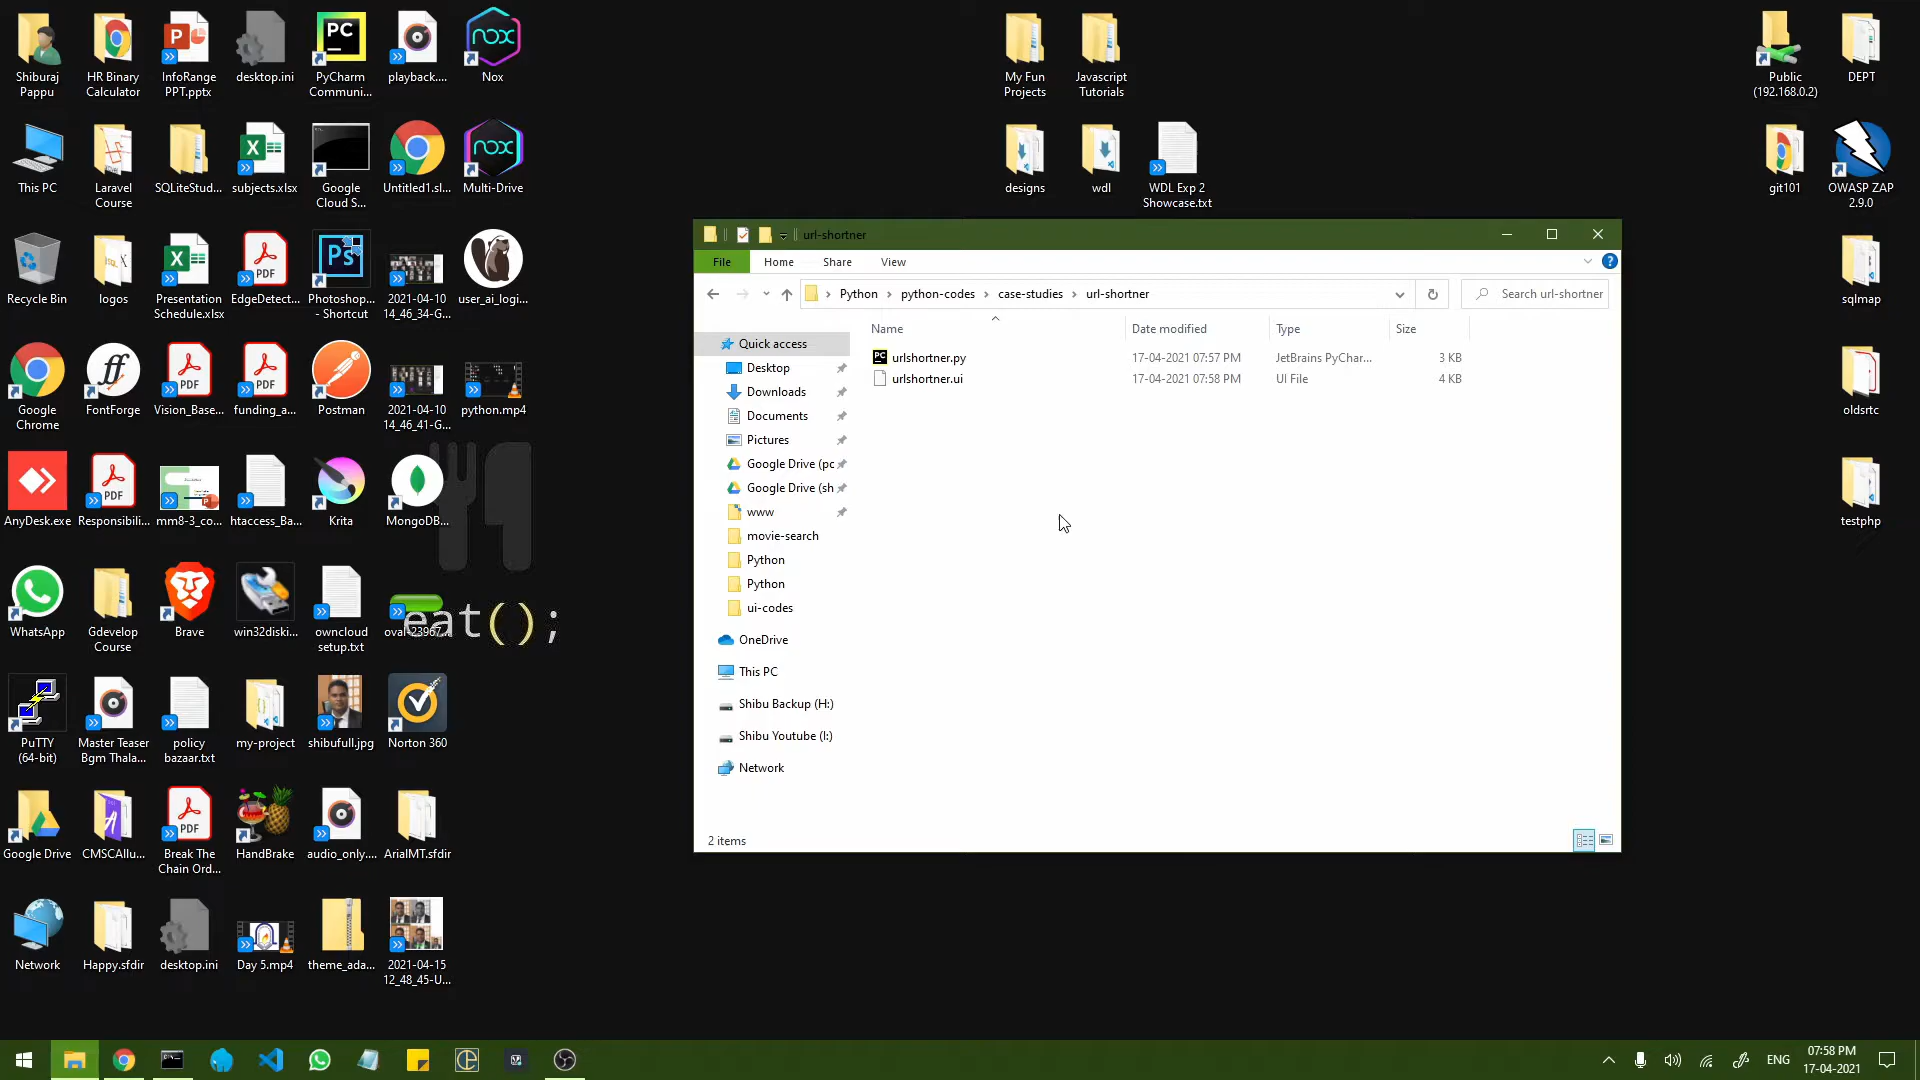 Shiburaj
Pappu
HR Binary
Calculator
InfoRange
PPT.pptx
desktop.ini
PyCharm
Communi...
playback....
Nox
My Fun
Projects
Javascript
Tutorials
Public
(192.168.0.2)
DEPT
This PC
Laravel
Course
SQLiteStud...
subjects.xlsx
Google
Cloud S...
Untitled1.sl...
Multi-Drive
designs
wdl
WDL Exp 2
Showcase.txt
git101
OWASP ZAP
2.9.0
Recycle Bin
logos
Presentation
Schedule.xlsx
EdgeDetect...
Photoshop...
- Shortcut
2021-04-10
14_46_34-G...
user_ai_logi...
sqlmap
Google
Chrome
FontForge
Vision_Base...
funding_a...
Postman
2021-04-10
14_46_41-G...
python.mp4
oldsrtc
AnyDesk.exe
Responsibili...
mm8-3_co...
htaccess_Ba...
Krita
MongoDB...
testphp
WhatsApp
Gdevelop
Course
Brave
win32diski...
owncloud
setup.txt
eat();
PuTTY
(64-bit)
Master Teaser
Bgm Thala...
policy
bazaar.txt
my-project
shibufull.jpg
Norton 360
Google Drive
CMSCAllu...
Break The
Chain Ord...
HandBrake
audio_only....
ArialMT.sfdir
Network
Happy.sfdir
desktop.ini
Day 5.mp4
theme_ada...
2021-04-15
12_48_45-U...
url-shortner
File Home Share View
Python python-codes case-studies url-shortner
Search url-shortner
Name Date modified Type Size
urlshortner.py 17-04-2021 07:57 PM JetBrains PyChar... 3 KB
urlshortner.ui 17-04-2021 07:58 PM UI File 4 KB
Quick access
Desktop
Downloads
Documents
Pictures
Google Drive (pc
Google Drive (sh
www
movie-search
Python
Python
ui-codes
OneDrive
This PC
Shibu Backup (H:)
Shibu Youtube (I:)
Network
2 items
ENG
07:58 PM
17-04-2021